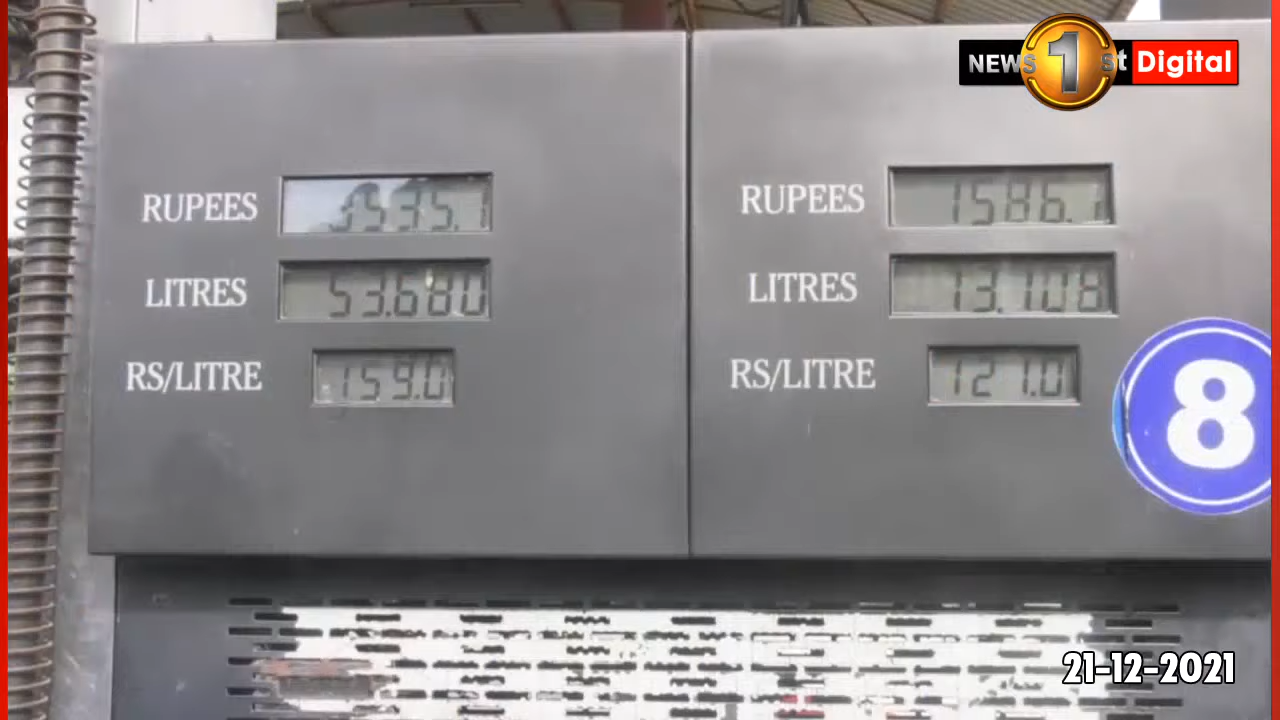 NEWS 1st Digital
RUPEES
LITRES 53.680
RS/LITRE 159.0
RUPEES 1586.1
LITRES 13.108
RS/LITRE 121.0
8
21-12-2021